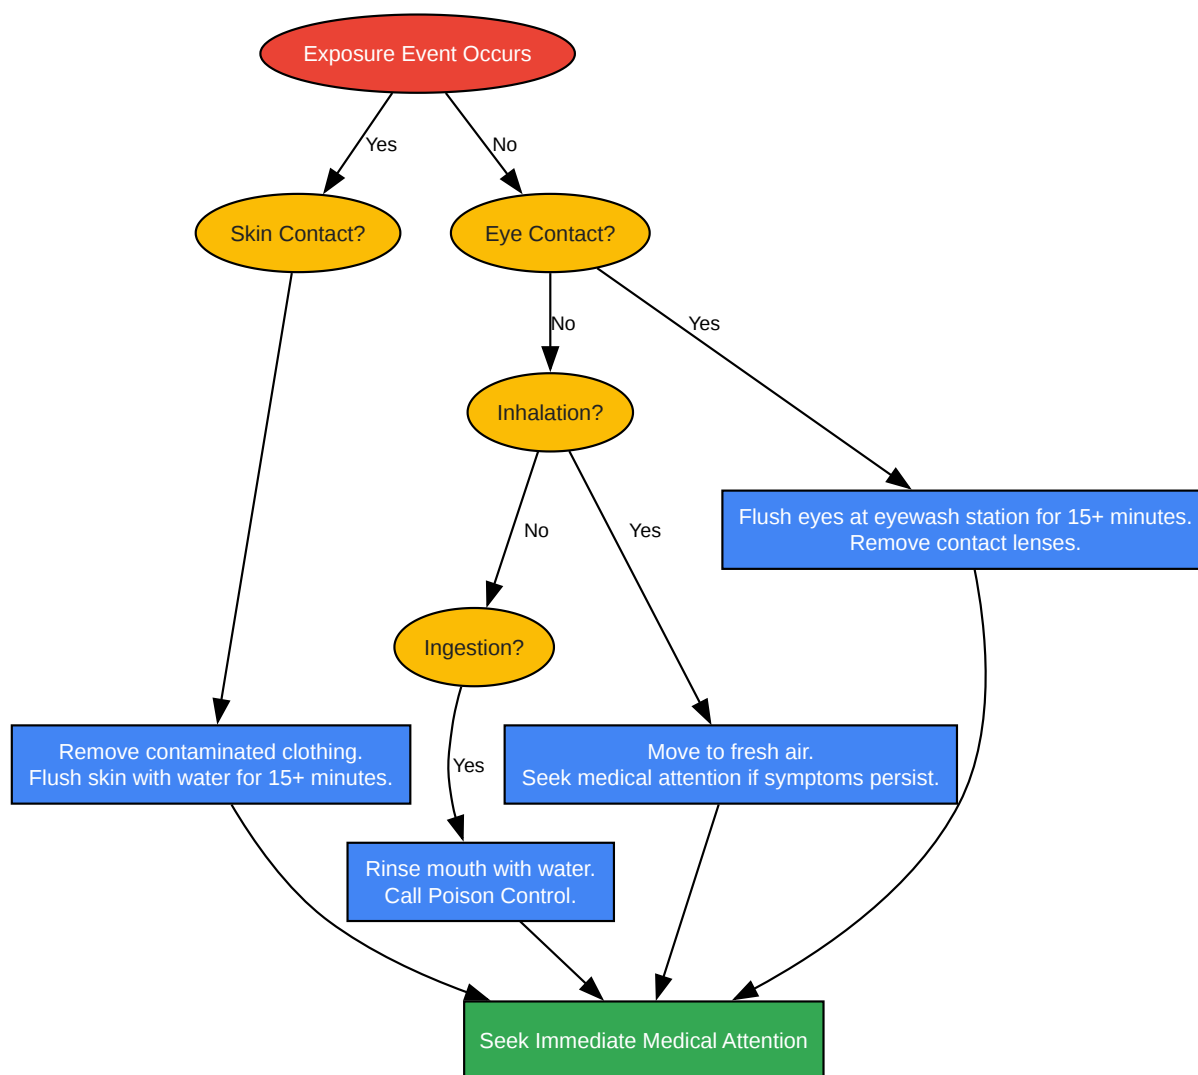 Exposure Event Occurs
Yes
No
Skin Contact?
Eye Contact?
No
Yes
Inhalation?
Flush eyes at eyewash station for 15+ minutes.
Remove contact lenses.
No
Yes
Ingestion?
Remove contaminated clothing.
Flush skin with water for 15+ minutes.
Yes
Move to fresh air.
Seek medical attention if symptoms persist.
Rinse mouth with water.
Call Poison Control.
Seek Immediate Medical Attention